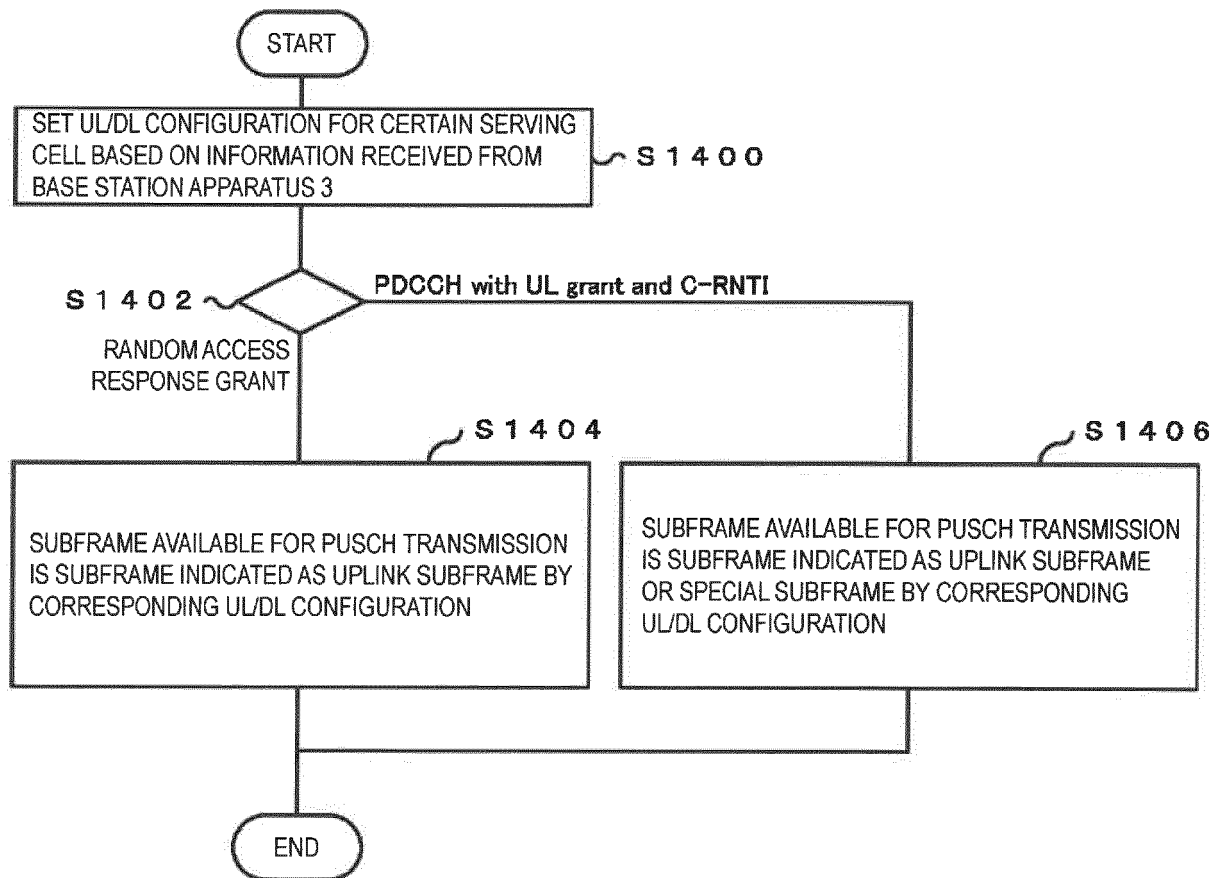 START
SET UL/DL CONFIGURATION FOR CERTAIN SERVING
CELL BASED ON INFORMATION RECEIVED FROM
BASE STATION APPARATUS 3
S1400
S1402
PDCCH with UL grant and C-RNTI
RANDOM ACCESS
RESPONSE GRANT
S1404
SUBFRAME AVAILABLE FOR PUSCH TRANSMISSION
IS SUBFRAME INDICATED AS UPLINK SUBFRAME BY
CORRESPONDING UL/DL CONFIGURATION
S1406
SUBFRAME AVAILABLE FOR PUSCH TRANSMISSION
IS SUBFRAME INDICATED AS UPLINK SUBFRAME
OR SPECIAL SUBFRAME BY CORRESPONDING
UL/DL CONFIGURATION
END